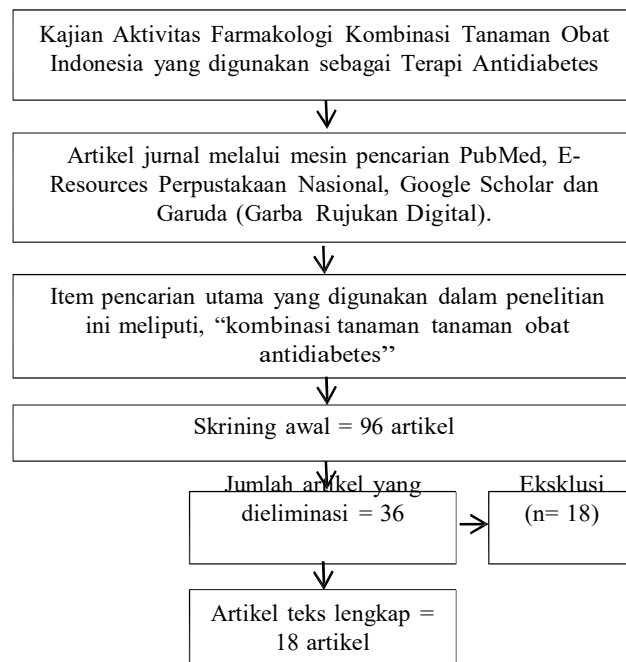 Kajian Aktivitas Farmakologi Kombinasi Tanaman Obat
Indonesia yang digunakan sebagai Terapi Antidiabetes
Artikel jurnal melalui mesin pencarian PubMed, E-
Resources Perpustakaan Nasional, Google Scholar dan
Garuda (Garba Rujukan Digital).
Item pencarian utama yang digunakan dalam penelitian
ini meliputi, “kombinasi tanaman tanaman obat
antidiabetes”
Skrining awal = 96 artikel
Jumlah artikel yang
dieliminasi = 36
Eksklusi
(n= 18)
Artikel teks lengkap =
18 artikel